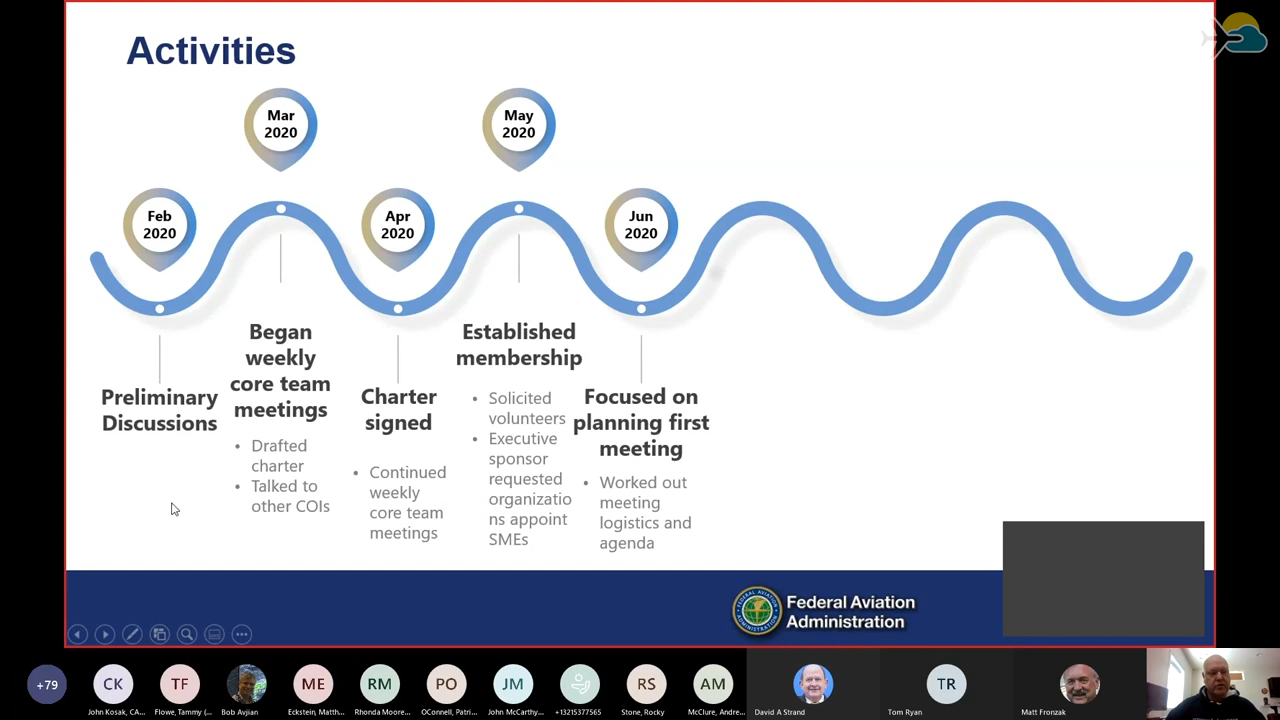 Activities
Mar
2020
May
2020
Feb
2020
Apr
2020
Jun
2020
Preliminary
Discussions
Began
weekly
core team
meetings
• Drafted
charter
• Talked to
other COIs
Charter
signed
• Continued
weekly
core team
meetings
Established
membership
• Solicited
volunteers
• Executive
sponsor
requested
organizatio
ns appoint
SMEs
Focused on
planning first
meeting
• Worked out
meeting
logistics and
agenda
Federal Aviation
Administration
+79
CK
John Kosak, CA...
TF
Flowe, Tammy (...
Bob Avjian
ME
Eckstein, Matth...
RM
Rhonda Moore...
PO
OConnell, Patri...
JM
John McCarthy...
+13215377565
RS
Stone, Rocky
AM
McClure, Andre...
David A Strand
TR
Tom Ryan
Matt Fronzak